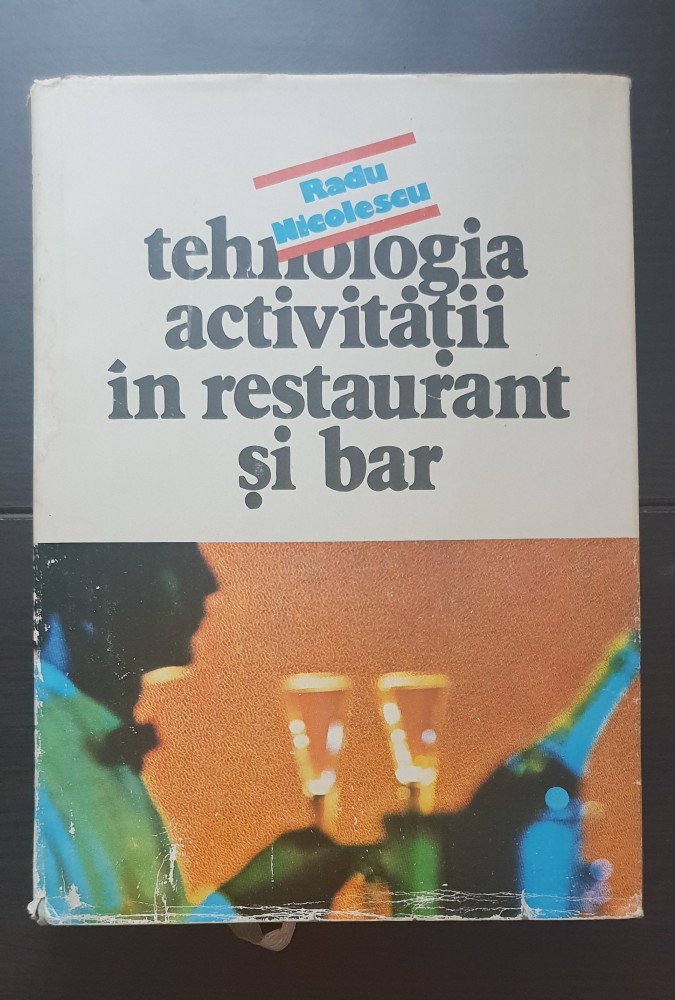 Radu
Nicolescu
tehnologia
activității
în restaurant
și bar